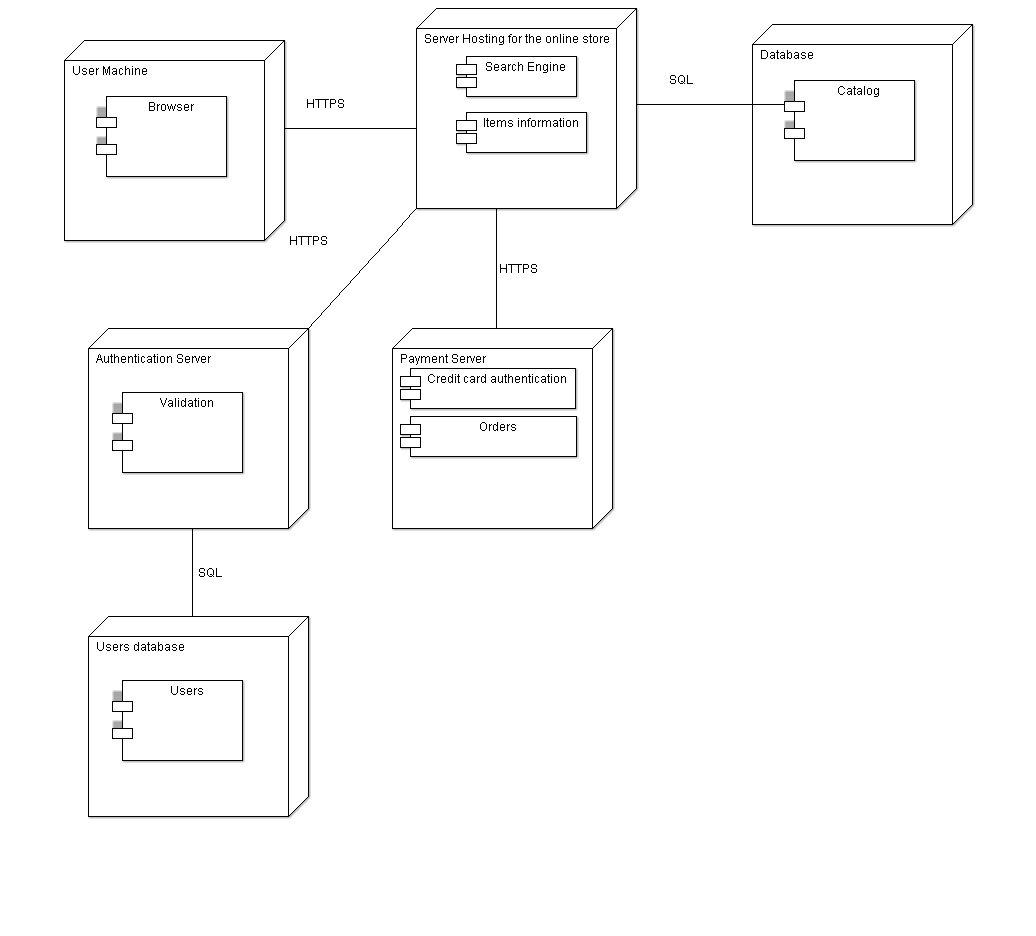 Server Hosting for the online store
Search Engine
Items information
User Machine
Browser
HTTPS
SQL
Database
Catalog
HTTPS
HTTPS
Authentication Server
Validation
Payment Server
Credit card authentication
Orders
SQL
Users database
Users